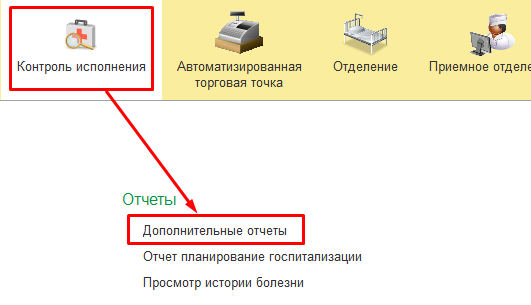 Контроль исполнения
Автоматизированная
торговая точка
Отделение
Приемное отделе
Отчеты
Дополнительные отчеты
Отчет планирование госпитализации
Просмотр истории болезни